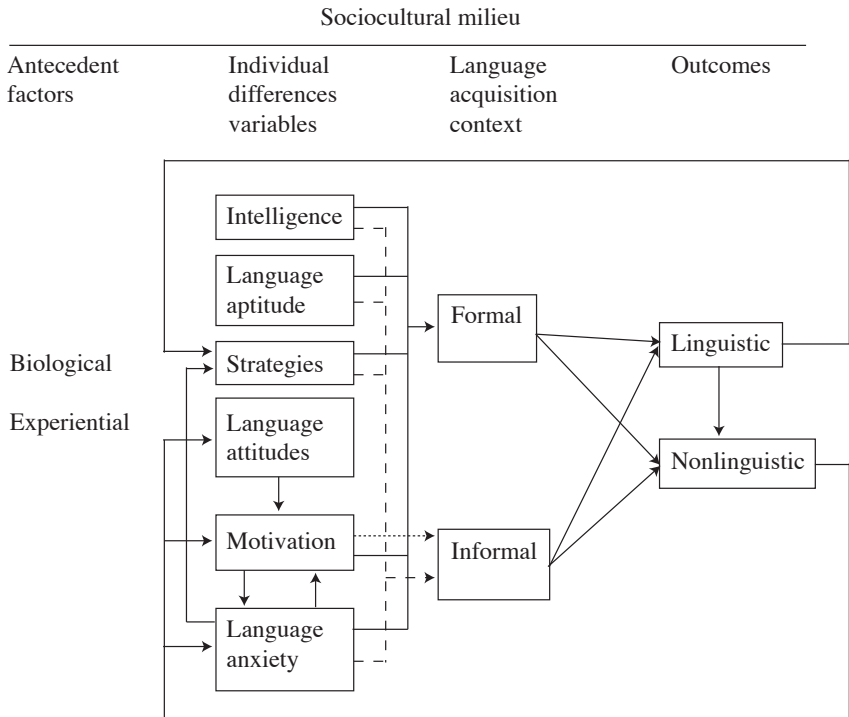 Sociocultural milieu
Antecedent
factors
Individual
differences
variables
Language
acquisition
context
Outcomes
Biological
Experiential
Intelligence
Language
aptitude
Strategies
Language
attitudes
Motivation
Language
anxiety
Formal
Informal
Linguistic
Nonlinguistic